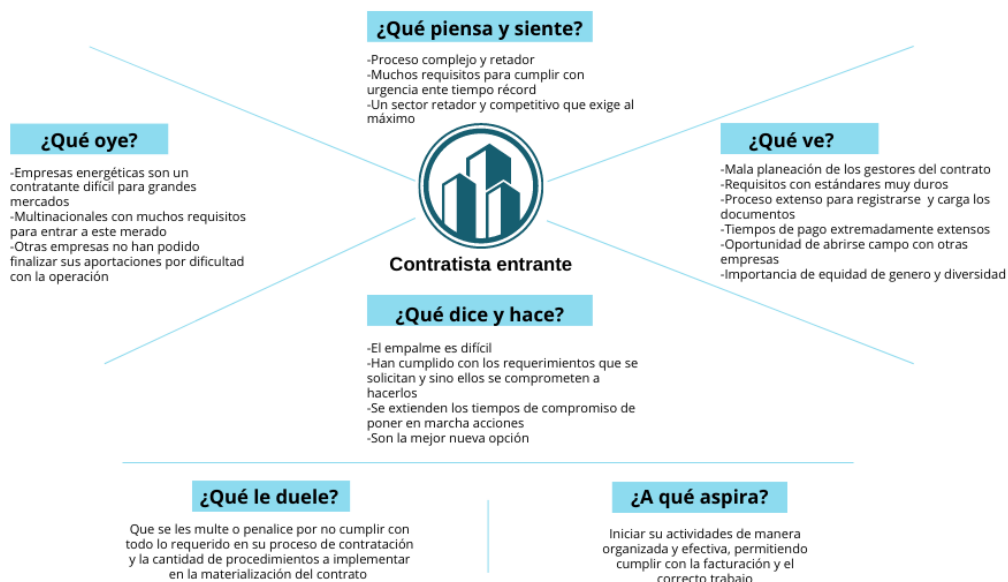 ¿Qué piensa y siente?
-Proceso complejo y retador
-Muchos requisitos para cumplir con
urgencia ente tiempo récord
-Un sector retador y competitivo que exige al
máximo
¿Qué oye?
-Empresas energéticas son un
contratante difícil para grandes
mercados
-Multinacionales con muchos requisitos
para entrar a este merado
-Otras empresas no han podido
finalizar sus aportaciones por dificultad
con la operación
¿Qué ve?
-Mala planeación de los gestores del contrato
-Requisitos con estándares muy duros
-Proceso extenso para registrarse y carga los
documentos
-Tiempos de pago extremadamente extensos
-Oportunidad de abrirse campo con otras
empresas
-Importancia de equidad de genero y diversidad
Contratista entrante
¿Qué dice y hace?
-El empalme es difícil
-Han cumplido con los requerimientos que se
solicitan y sino ellos se comprometen a
hacerlos
-Se extienden los tiempos de compromiso de
poner en marcha acciones
-Son la mejor nueva opción
¿Qué le duele?
Que se les multe o penalice por no cumplir con
todo lo requerido en su proceso de contratación
y la cantidad de procedimientos a implementar
en la materialización del contrato
¿A qué aspira?
Iniciar su actividades de manera
organizada y efectiva, permitiendo
cumplir con la facturación y el
correcto trabajo